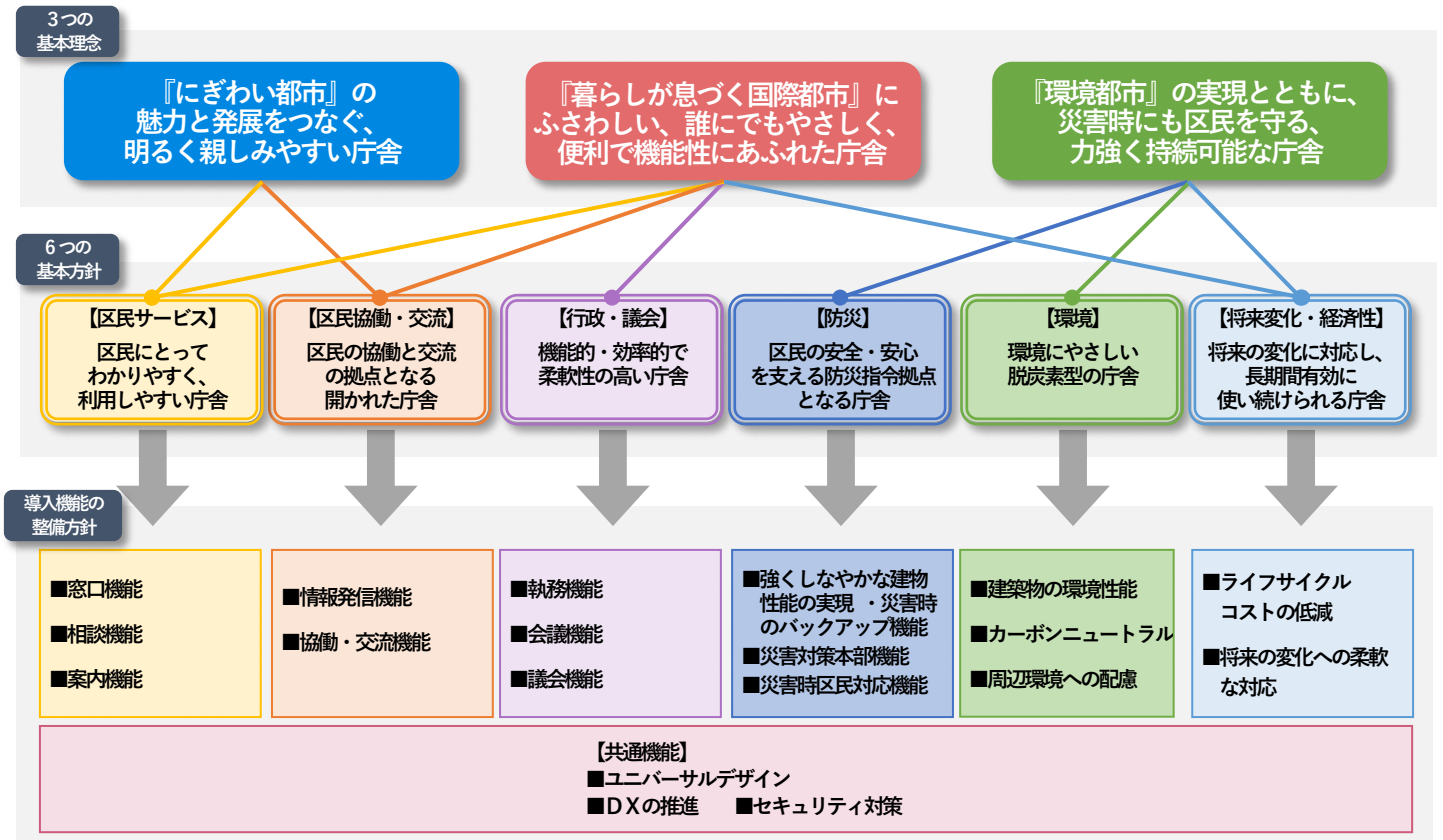 3つの
基本理念
『にぎわい都市』の
魅力と発展をつなぐ、
明るく親しみやすい庁舎
『暮らしが息づく国際都市』に
ふさわしい、誰にでもやさしく、
便利で機能性にあふれた庁舎
『環境都市』の実現とともに、
災害時にも区民を守る、
力強く持続可能な庁舎
6つの
基本方針
【区民サービス】
区民にとって
わかりやすく、
利用しやすい庁舎
【区民協働・交流】
区民の協働と交流
の拠点となる
開かれた庁舎
【行政・議会】
機能的・効率的で
柔軟性の高い庁舎
【防災】
区民の安全・安心
を支える防災指令拠点
となる庁舎
【環境】
環境にやさしい
脱炭素型の庁舎
【将来変化・経済性】
将来の変化に対応し、
長期間有効に
使い続けられる庁舎
導入機能の
整備方針
■窓口機能
■相談機能
■案内機能
■情報発信機能
■協働・交流機能
■執務機能
■会議機能
■議会機能
■強くしなやかな建物
性能の実現 ・災害時
のバックアップ機能
■災害対策本部機能
■災害時区民対応機能
■建築物の環境性能
■カーボンニュートラル
■周辺環境への配慮
■ライフサイクル
コストの低減
■将来の変化への柔軟
な対応
【共通機能】
■ユニバーサルデザイン
■DXの推進 ■セキュリティ対策